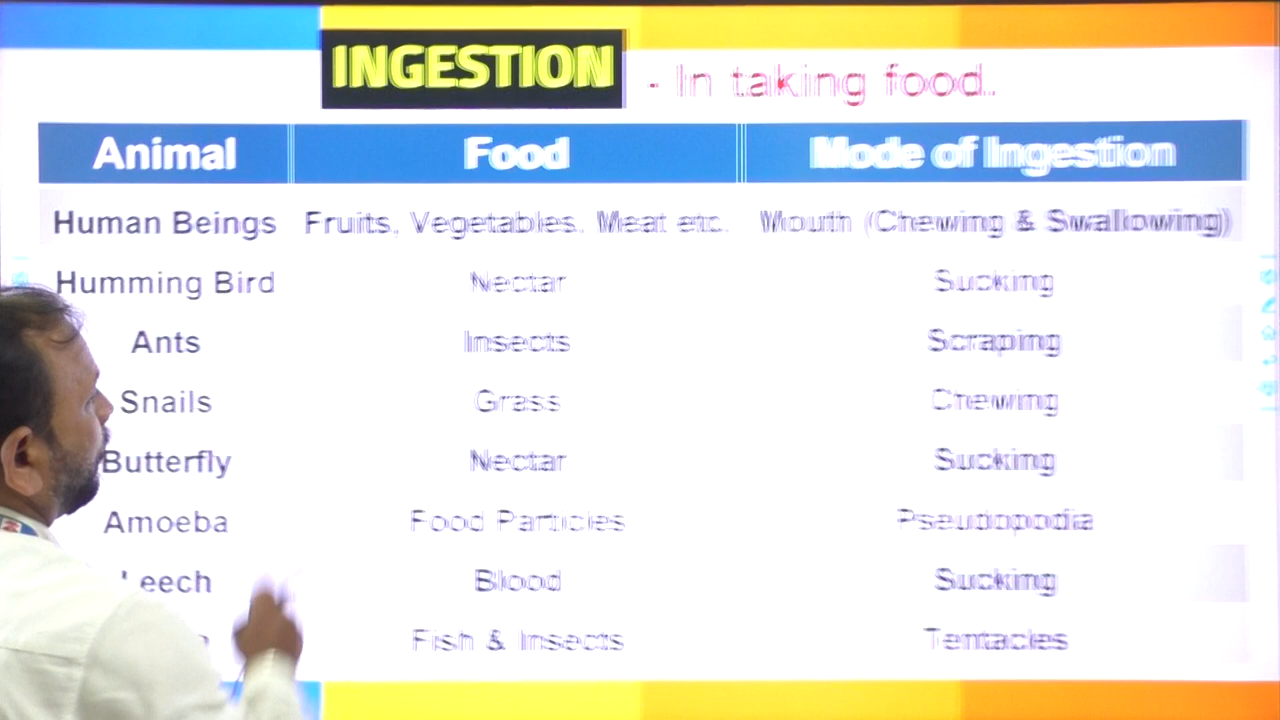 INGESTION - In taking food.
Animal Food Mode of Ingestion
Human Beings Fruits, Vegetables, Meat etc. Mouth (Chewing & Swallowing)
Humming Bird Nectar Sucking
Ants Insects Scraping
Snails Grass Chewing
Butterfly Nectar Sucking
Amoeba Food Particles Pseudopodia
Leech Blood Sucking
Fish & Insects Tentacles